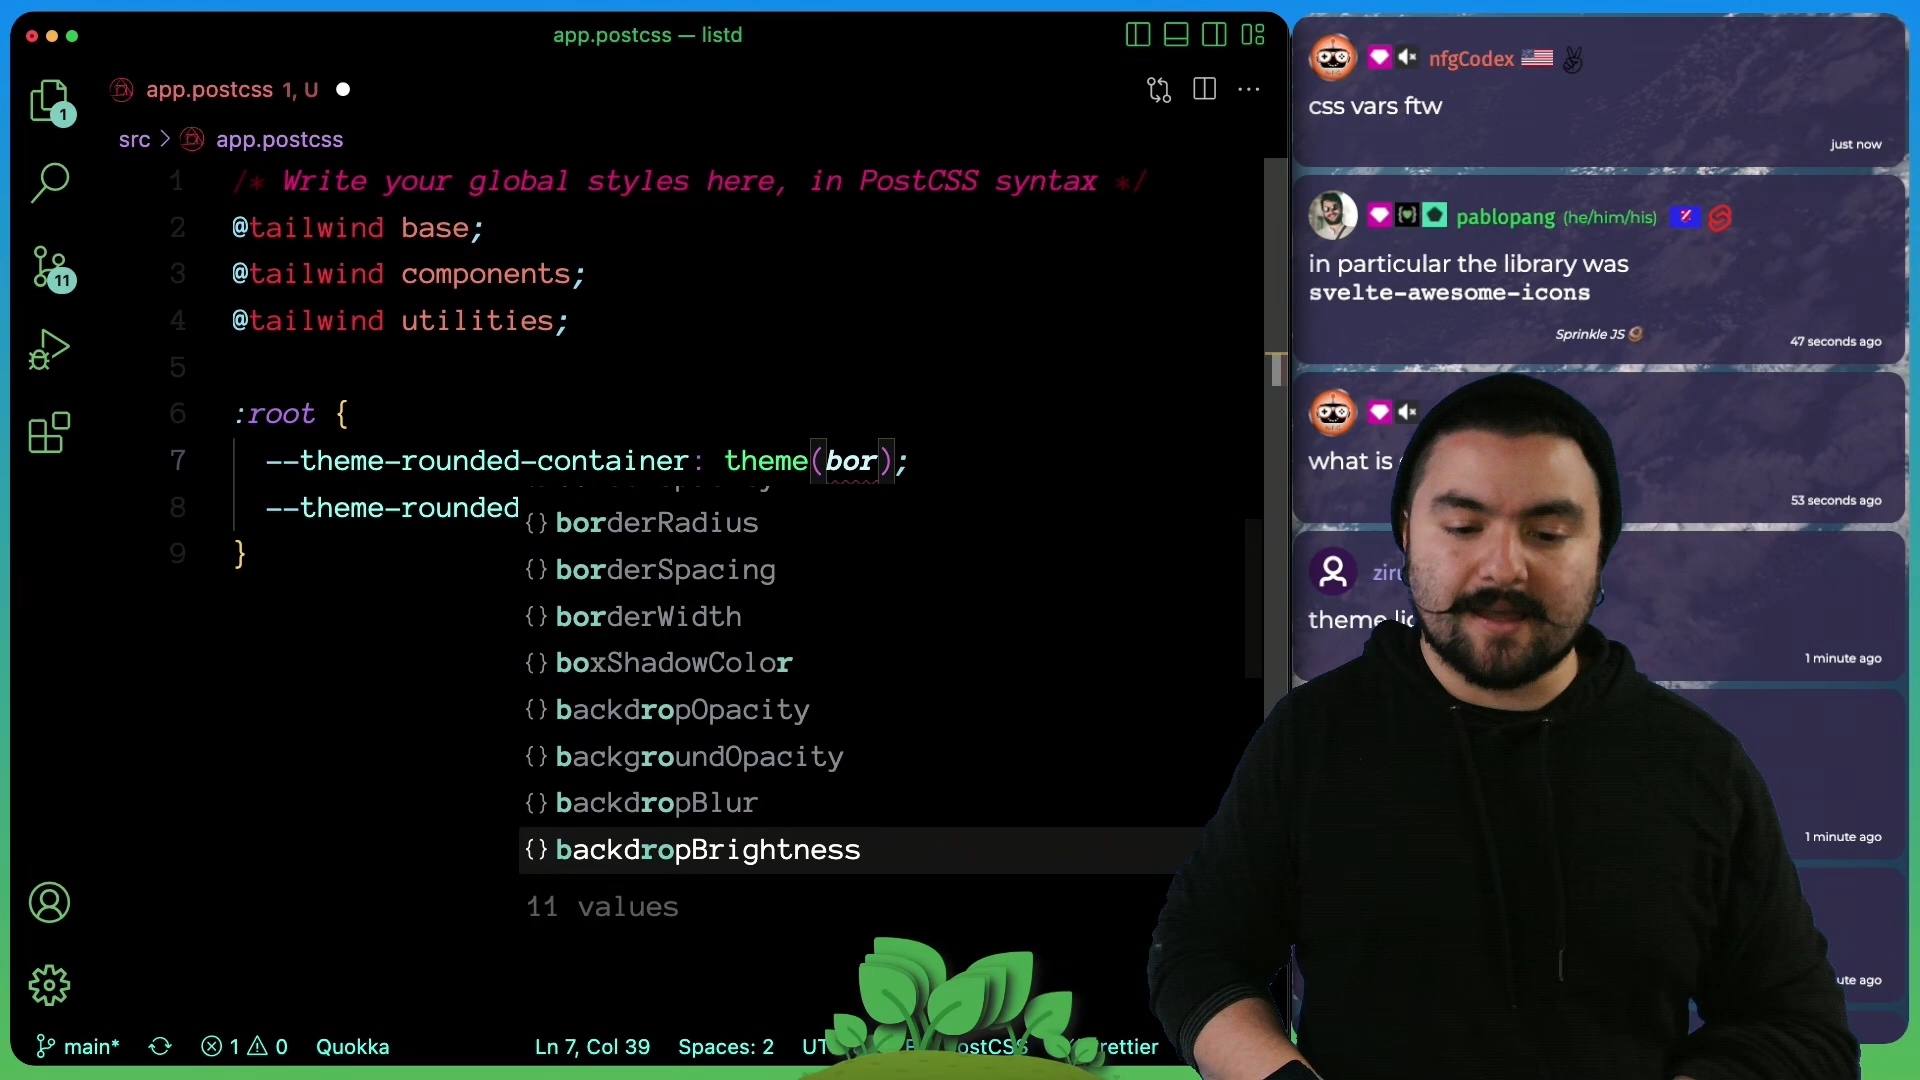 app.postcss — listd
app.postcss 1, U
src > app.postcss
1 /* Write your global styles here, in PostCSS syntax */
2 @tailwind base;
3 @tailwind components;
4 @tailwind utilities;
5
6 :root {
7 --theme-rounded-container: theme(bor);
8 --theme-rounded
9 }
{} borderRadius
{} borderSpacing
{} borderWidth
{} boxShadowColor
{} backdropOpacity
{} backgroundOpacity
{} backdropBlur
{} backdropBrightness
11 values
1
11
main* 1 0 Quokka Ln 7, Col 39 Spaces: 2
nfgCodex
css vars ftw
just now
pablopang (he/him/his)
in particular the library was
svelte-awesome-icons
Sprinkle JS
47 seconds ago
what is
53 seconds ago
theme
1 minute ago
1 minute ago
ago